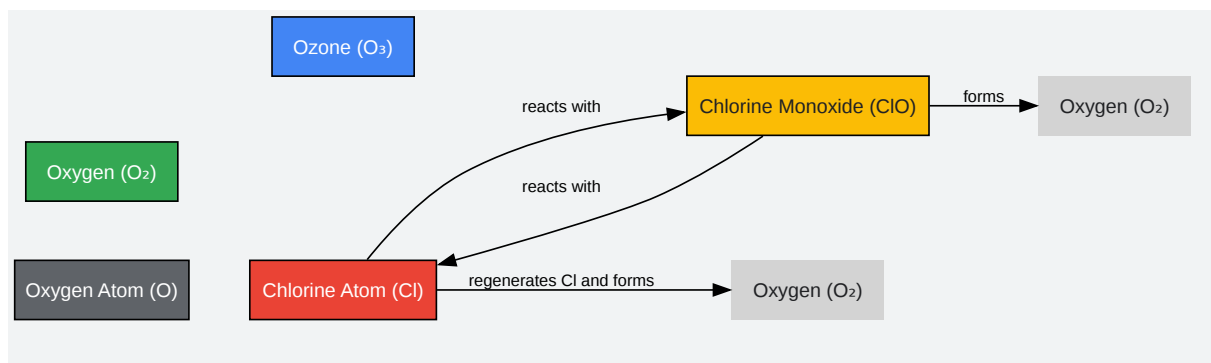 Ozone (O₃)
reacts with
Chlorine Monoxide (ClO)
forms
Oxygen (O₂)
Oxygen (O₂)
reacts with
Oxygen Atom (O)
Chlorine Atom (Cl)
regenerates Cl and forms
Oxygen (O₂)